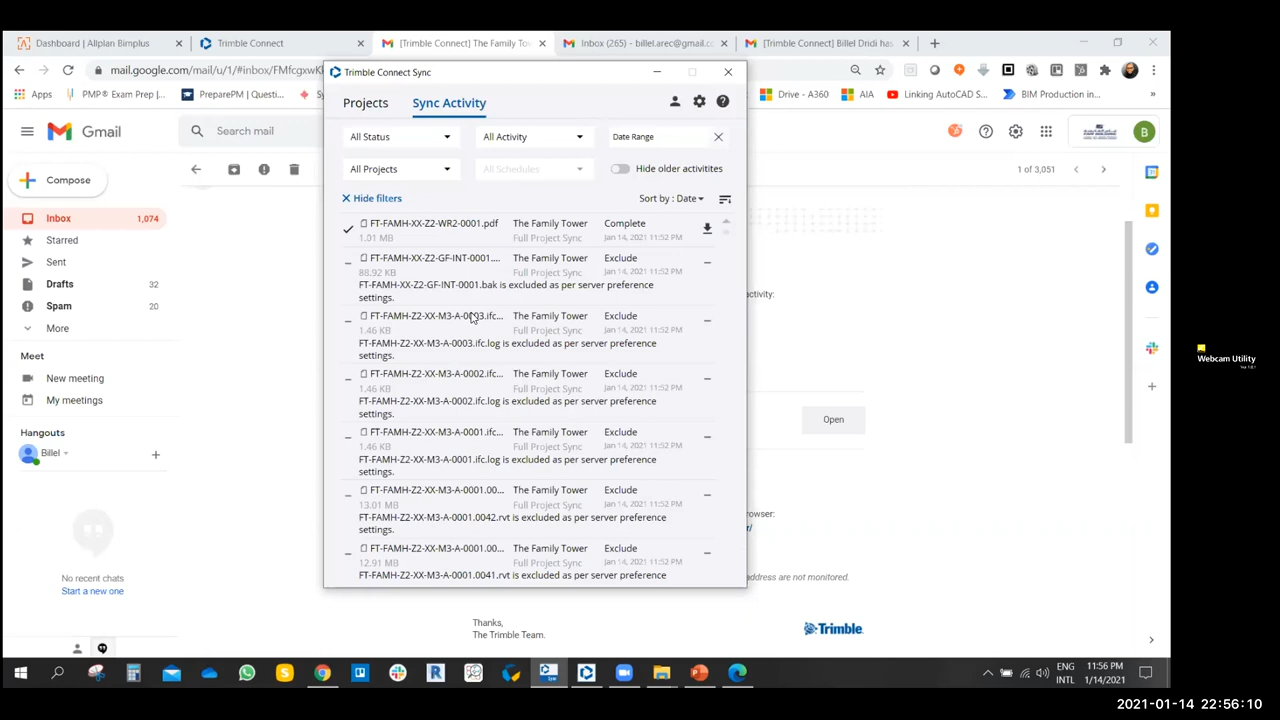 Dashboard | Allplan Bimplus
Trimble Connect
[Trimble Connect] The Family Tow
Inbox (265) - billel.arec@gmail.c
[Trimble Connect] Billel Dridi has
mail.google.com/mail/u/1/#inbox/FMfcgxwK
Apps
PMP® Exam Prep |...
PreparePM | Questi...
Drive - A360
AIA
Linking AutoCAD S...
BIM Production in...
»
Gmail
Search mail
B
Compose
1 of 3,051
Inbox 1,074
Starred
Sent
Drafts 32
Spam 20
More
Meet
New meeting
My meetings
Hangouts
Billel
No recent chats
Start a new one
Trimble Connect Sync
Projects
Sync Activity
All Status
All Activity
Date Range
All Projects
All Schedules
Hide older activitites
Hide filters
Sort by : Date
FT-FAMH-XX-Z2-WR2-0001.pdf The Family Tower Complete
1.01 MB Full Project Sync Jan 14, 2021 11:52 PM
FT-FAMH-XX-Z2-GF-INT-0001.... The Family Tower Exclude
88.92 KB Full Project Sync Jan 14, 2021 11:52 PM
FT-FAMH-XX-Z2-GF-INT-0001.bak is excluded as per server preference
settings.
FT-FAMH-Z2-XX-M3-A-0003.ifc... The Family Tower Exclude
1.46 KB Full Project Sync Jan 14, 2021 11:52 PM
FT-FAMH-Z2-XX-M3-A-0003.ifc.log is excluded as per server preference
settings.
FT-FAMH-Z2-XX-M3-A-0002.ifc... The Family Tower Exclude
1.46 KB Full Project Sync Jan 14, 2021 11:52 PM
FT-FAMH-Z2-XX-M3-A-0002.ifc.log is excluded as per server preference
settings.
FT-FAMH-Z2-XX-M3-A-0001.ifc... The Family Tower Exclude
1.46 KB Full Project Sync Jan 14, 2021 11:52 PM
FT-FAMH-Z2-XX-M3-A-0001.ifc.log is excluded as per server preference
settings.
FT-FAMH-Z2-XX-M3-A-0001.00... The Family Tower Exclude
13.01 MB Full Project Sync Jan 14, 2021 11:52 PM
FT-FAMH-Z2-XX-M3-A-0001.0042.rvt is excluded as per server preference
settings.
FT-FAMH-Z2-XX-M3-A-0001.00... The Family Tower Exclude
12.91 MB Full Project Sync Jan 14, 2021 11:52 PM
FT-FAMH-Z2-XX-M3-A-0001.0041.rvt is excluded as per server preference
activity:
Open
browser:
address are not monitored.
Thanks,
The Trimble Team.
Trimble.
Webcam Utility
ENG
INTL
11:56 PM
1/14/2021
2021-01-14 22:56:10